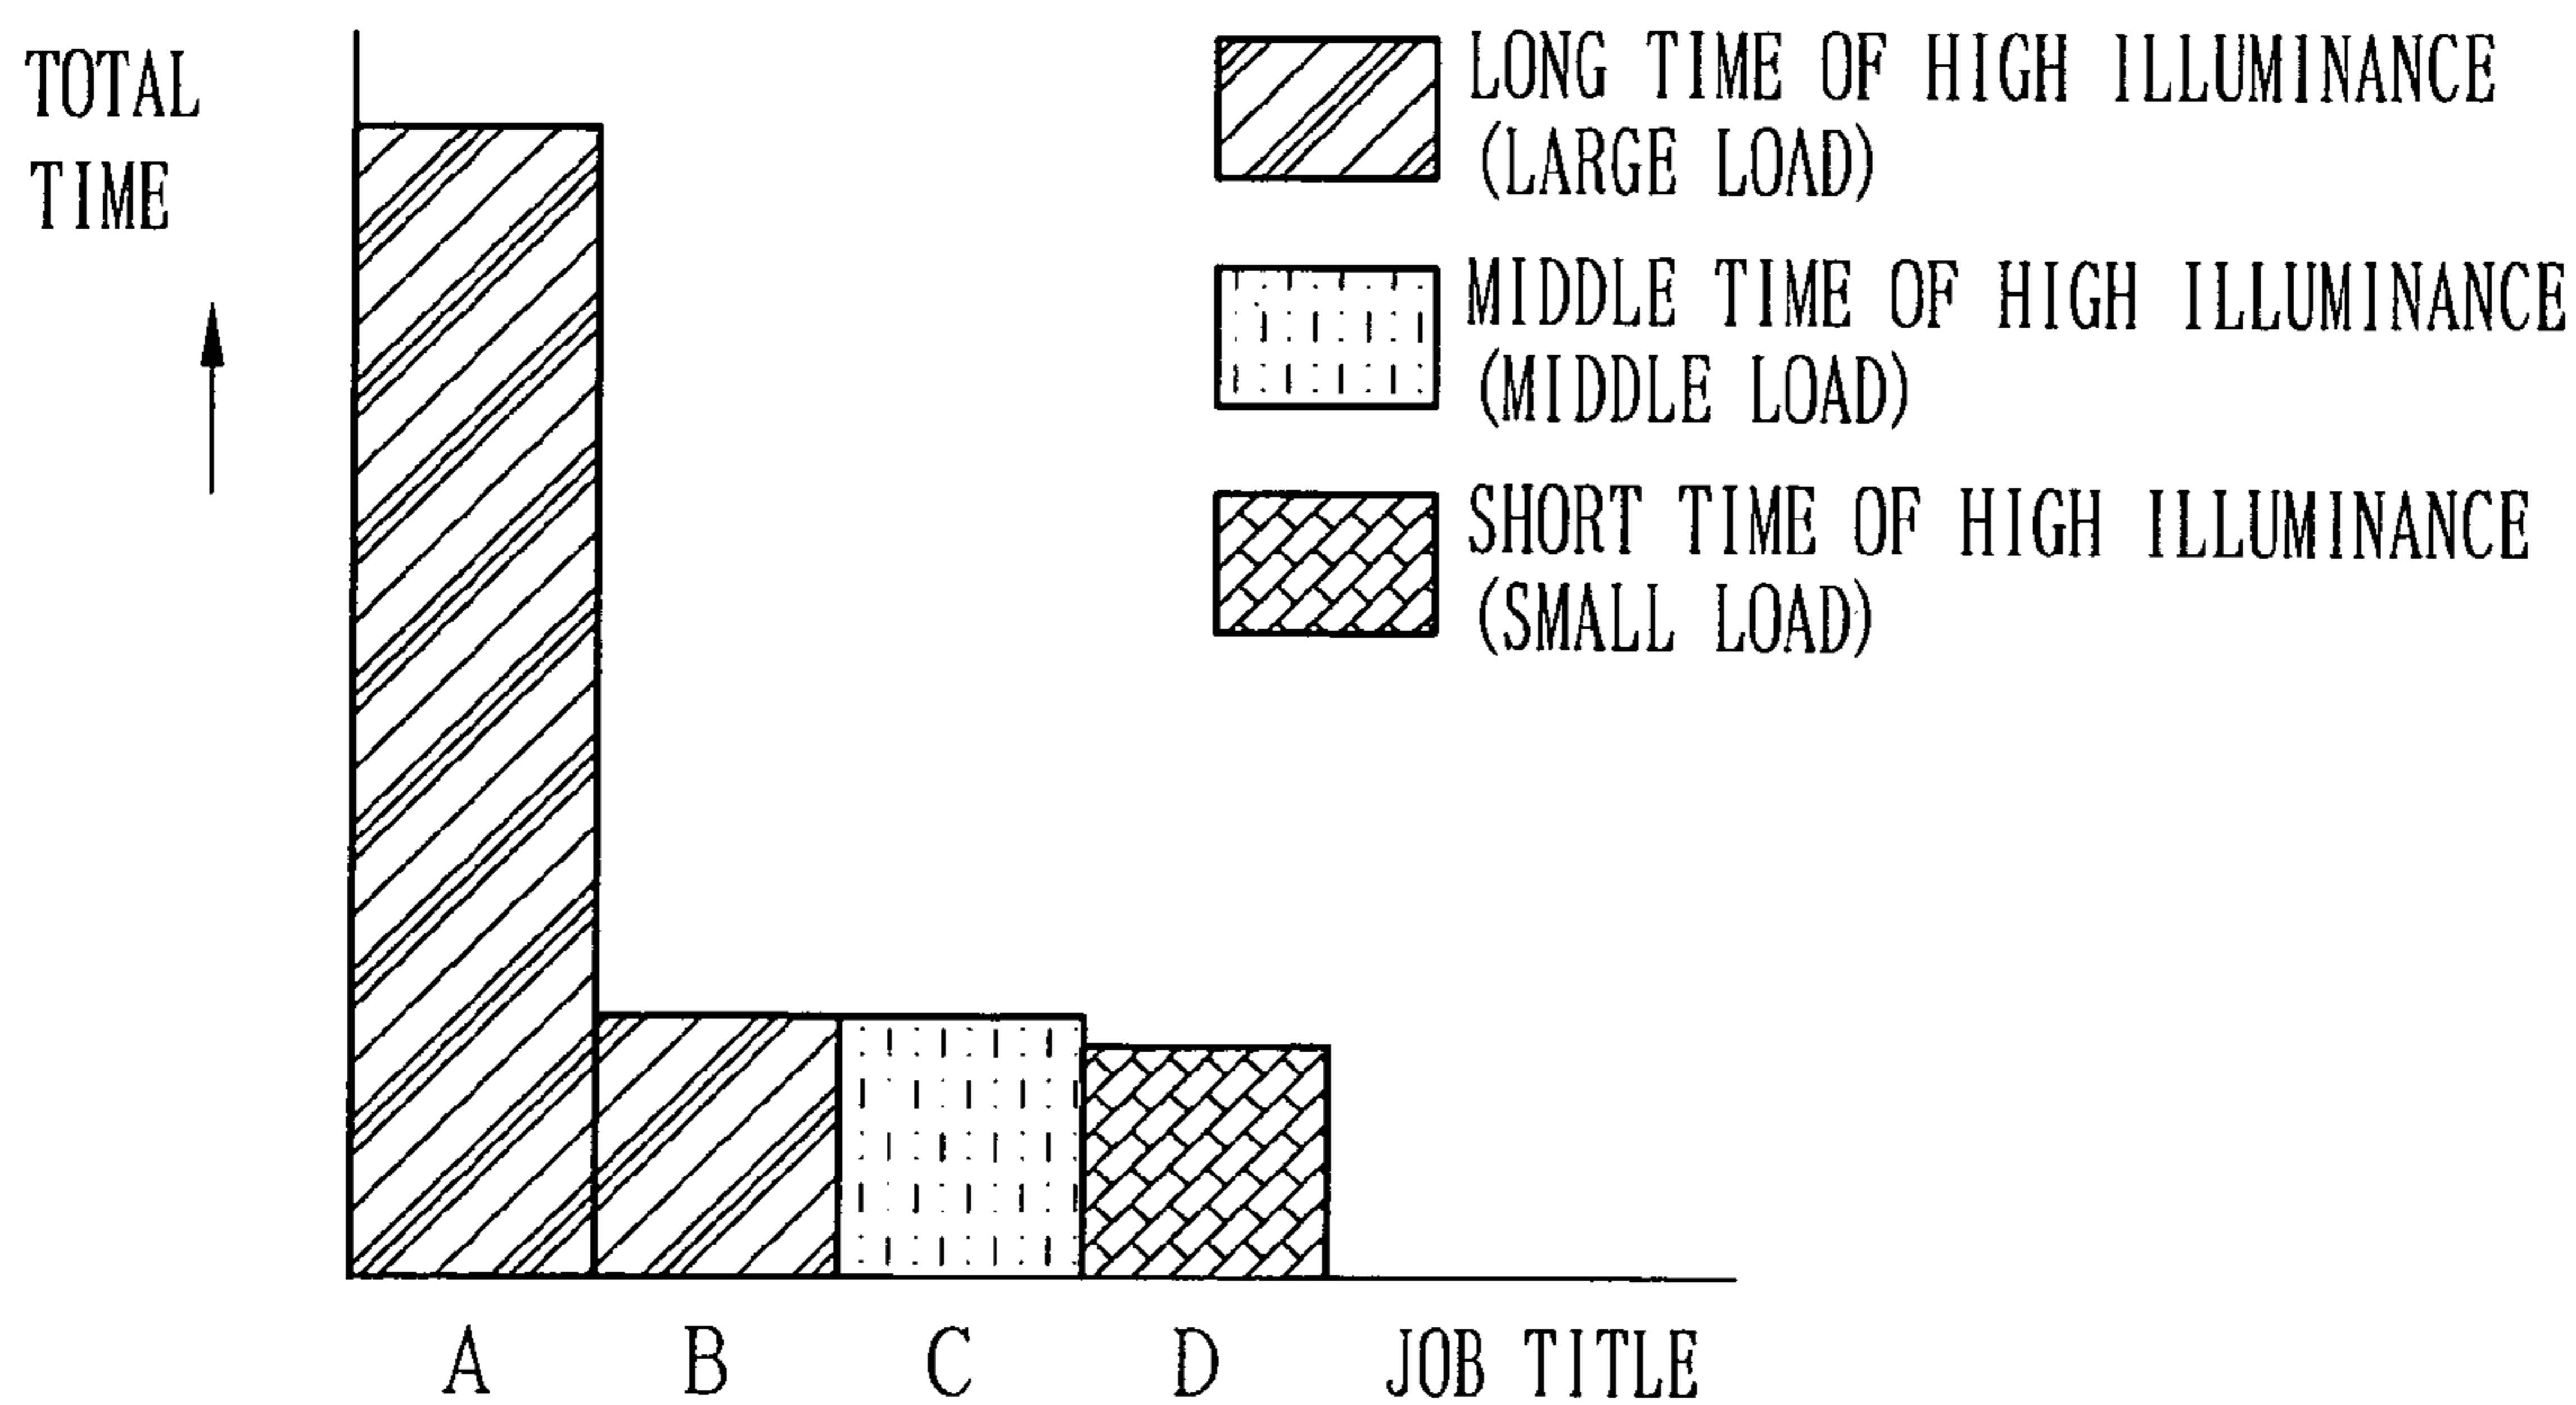 TOTAL
TIME
LONG TIME OF HIGH ILLUMINANCE
(LARGE LOAD)
MIDDLE TIME OF HIGH ILLUMINANCE
(MIDDLE LOAD)
SHORT TIME OF HIGH ILLUMINANCE
(SMALL LOAD)
A B C D JOB TITLE